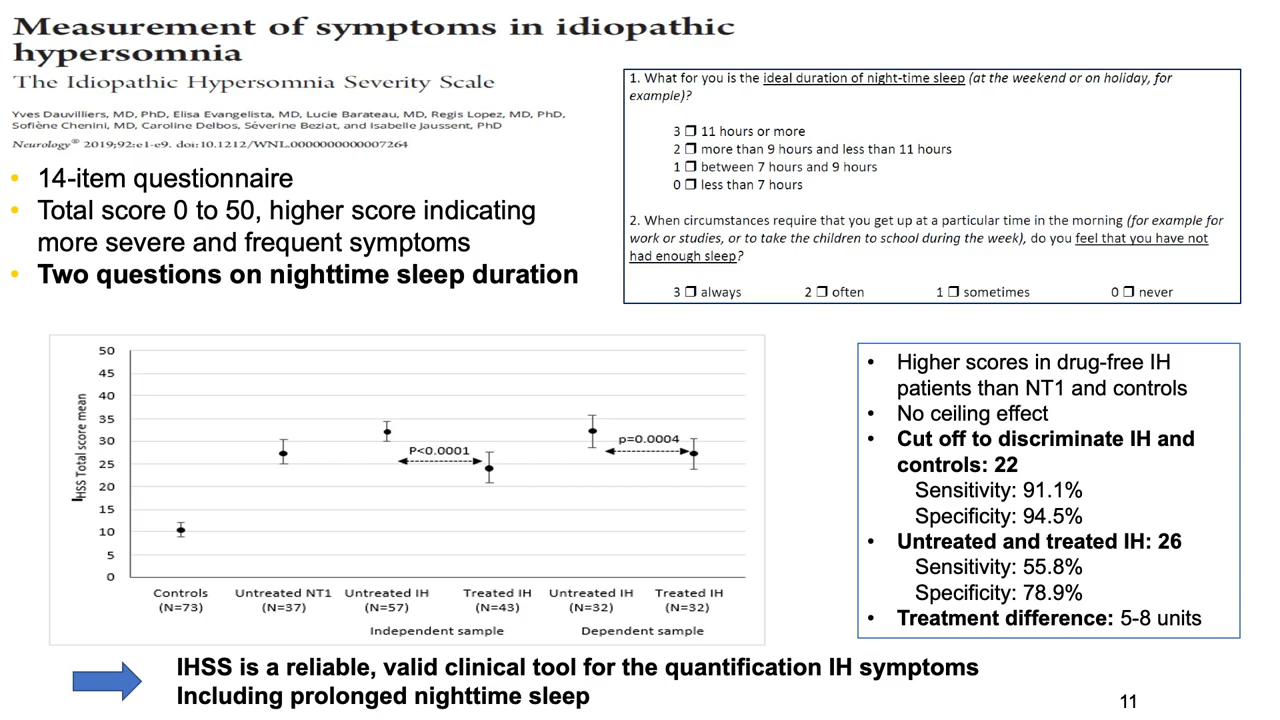 Measurement of symptoms in idiopathic
hypersomnia
The Idiopathic Hypersomnia Severity Scale
Yves Dauvilliers, MD, PhD, Elisa Evangelista, MD, Lucie Barateau, MD, Regis Lopez, MD, PhD,
Sofiène Chenini, MD, Caroline Delbos, Séverine Beziat, and Isabelle Jaussent, PhD
Neurology® 2019;92:e1-e9. doi:10.1212/WNL.0000000000007264
• 14-item questionnaire
• Total score 0 to 50, higher score indicating
more severe and frequent symptoms
• Two questions on nighttime sleep duration
1. What for you is the ideal duration of night-time sleep (at the weekend or on holiday, for
example)?
3 ❒ 11 hours or more
2 ❒ more than 9 hours and less than 11 hours
1 ❒ between 7 hours and 9 hours
0 ❒ less than 7 hours
2. When circumstances require that you get up at a particular time in the morning (for example for
work or studies, or to take the children to school during the week), do you feel that you have not
had enough sleep?
3 ❒ always 2 ❒ often 1 ❒ sometimes 0 ❒ never
IHSS Total score mean
50
45
40
35
30
25
20
15
10
5
0
P<0.0001
p=0.0004
Controls Untreated NT1 Untreated IH Treated IH Untreated IH Treated IH
(N=73) (N=37) (N=57) (N=43) (N=32) (N=32)
Independent sample Dependent sample
• Higher scores in drug-free IH
patients than NT1 and controls
• No ceiling effect
• Cut off to discriminate IH and
controls: 22
Sensitivity: 91.1%
Specificity: 94.5%
• Untreated and treated IH: 26
Sensitivity: 55.8%
Specificity: 78.9%
• Treatment difference: 5-8 units
IHSS is a reliable, valid clinical tool for the quantification IH symptoms
Including prolonged nighttime sleep
11